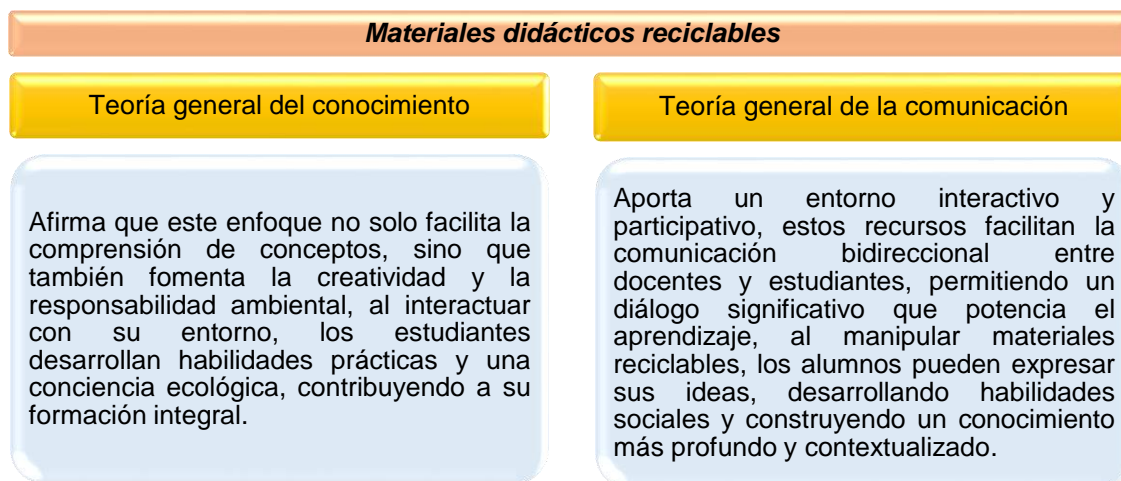 Materiales didácticos reciclables
Teoría general del conocimiento
Afirma que este enfoque no solo facilita la
comprensión de conceptos, sino que
también fomenta la creatividad y la
responsabilidad ambiental, al interactuar
con su entorno, los estudiantes
desarrollan habilidades prácticas y una
conciencia ecológica, contribuyendo a su
formación integral.
Teoría general de la comunicación
Aporta un entorno interactivo y
participativo, estos recursos facilitan la
comunicación bidireccional entre
docentes y estudiantes, permitiendo un
diálogo significativo que potencia el
aprendizaje, al manipular materiales
reciclables, los alumnos pueden expresar
sus ideas, desarrollando habilidades
sociales y construyendo un conocimiento
más profundo y contextualizado.